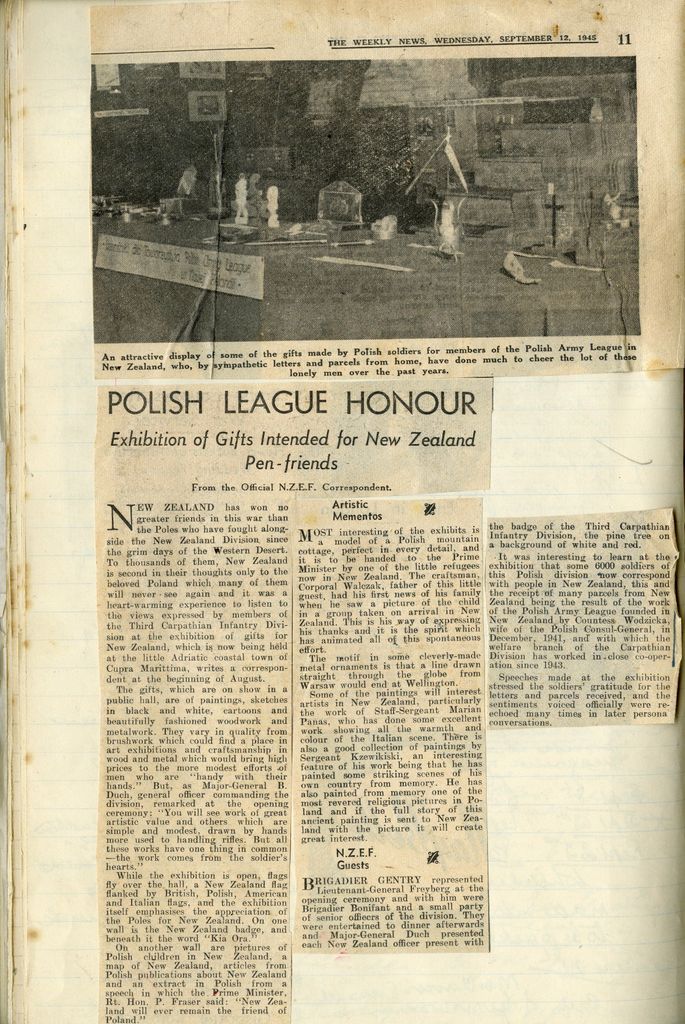 THE WEEKLY NEWS, WEDNESDAY, SEPTEMBER 12, 1945 11
League
An attractive display of some of the gifts made by Polish soldiers for members of the Polish Army League in
New Zealand, who, by sympathetic letters and parcels from home, have done much to cheer the lot of these
lonely men over the past years.
POLISH LEAGUE HONOUR
Exhibition of Gifts Intended for New Zealand
Pen-friends
From the Official N.Z.E.F. Correspondent.
NEW ZEALAND has won no
greater friends in this war than
the Poles who have fought along-
side the New Zealand Division since
the grim days of the Western Desert.
To thousands of them, New Zealand
is second in their thoughts only to the
beloved Poland which many of them
will never see again and it was a
heart-warming experience to listen to
the views expressed by members of
the Third Carpathian Infantry Divi-
sion at the exhibition of gifts for
New Zealand, which is now being held
at the little Adriatic coastal town of
Cupra Marittima, writes a correspon-
dent at the beginning of August.
The gifts, which are on show in a
public hall, are of paintings, sketches
in black and white, cartoons and
beautifully fashioned woodwork and
metalwork. They vary in quality from
brushwork which could find a place in
art exhibitions and craftsmanship in
wood and metal which would bring high
prices to the more modest efforts of
men who are "handy with their
hands." But, as Major-General B.
Duch, general officer commanding the
division, remarked at the opening
ceremony: "You will see work of great
artistic value and others which are
simple and modest, drawn by hands
more used to handling rifles. But all
these works have one thing in common
—the work comes from the soldier's
hearts."
While the exhibition is open, flags
fly over the hall, a New Zealand flag
flanked by British, Polish, American
and Italian flags, and the exhibition
itself emphasises the appreciation of
the Poles for New Zealand. On one
wall is the New Zealand badge, and
beneath it the word "Kia Ora."
On another wall are pictures of
Polish children in New Zealand, a
map of New Zealand, articles from
Polish publications about New Zealand
and an extract in Polish from a
speech in which the Prime Minister,
Rt. Hon. P. Fraser said: "New Zea-
land will ever remain the friend of
Poland."
Artistic
Mementos
MOST interesting of the exhibits is
a model of a Polish mountain
cottage, perfect in every detail, and
it is to be handed to the Prime
Minister by one of the little refugees
now in New Zealand. The craftsman,
Corporal Walczak, father of this little
guest, had his first news of his family
when he saw a picture of the child
in a group taken on arrival in New
Zealand. This is his way of expressing
his thanks and it is the spirit which
has animated all of this spontaneous
effort.
The motif in some cleverly-made
metal ornaments is that a line drawn
straight through the globe from
Warsaw would end at Wellington.
Some of the paintings will interest
artists in New Zealand, particularly
the work of Staff-Sergeant Marian
Panas, who has done some excellent
work showing all the warmth and
colour of the Italian scene. There is
also a good collection of paintings by
Sergeant Kzewikiski, an interesting
feature of his work being that he has
painted some striking scenes of his
own country from memory. He has
also painted from memory one of the
most revered religious pictures in Po-
land and if the full story of this
ancient painting is sent to New Zea-
land with the picture it will create
great interest.
N.Z.E.F.
Guests
BRIGADIER GENTRY represented
Lieutenant-General Freyberg at the
opening ceremony and with him were
Brigadier Bonifant and a small party
of senior officers of the division. They
were entertained to dinner afterwards
and Major-General Duch presented
each New Zealand officer present with
the badge of the Third Carpathian
Infantry Division, the pine tree on
a background of white and red.
It was interesting to learn at the
exhibition that some 6000 soldiers of
this Polish division now correspond
with people in New Zealand, this and
the receipt of many parcels from New
Zealand being the result of the work
of the Polish Army League founded in
New Zealand by Countess Wodzicka,
wife of the Polish Consul-General, in
December, 1941, and with which the
welfare branch of the Carpathian
Division has worked in close co-oper-
ation since 1943.
Speeches made at the exhibition
stressed the soldiers' gratitude for the
letters and parcels received, and the
sentiments voiced officially were re-
echoed many times in later persona
conversations.